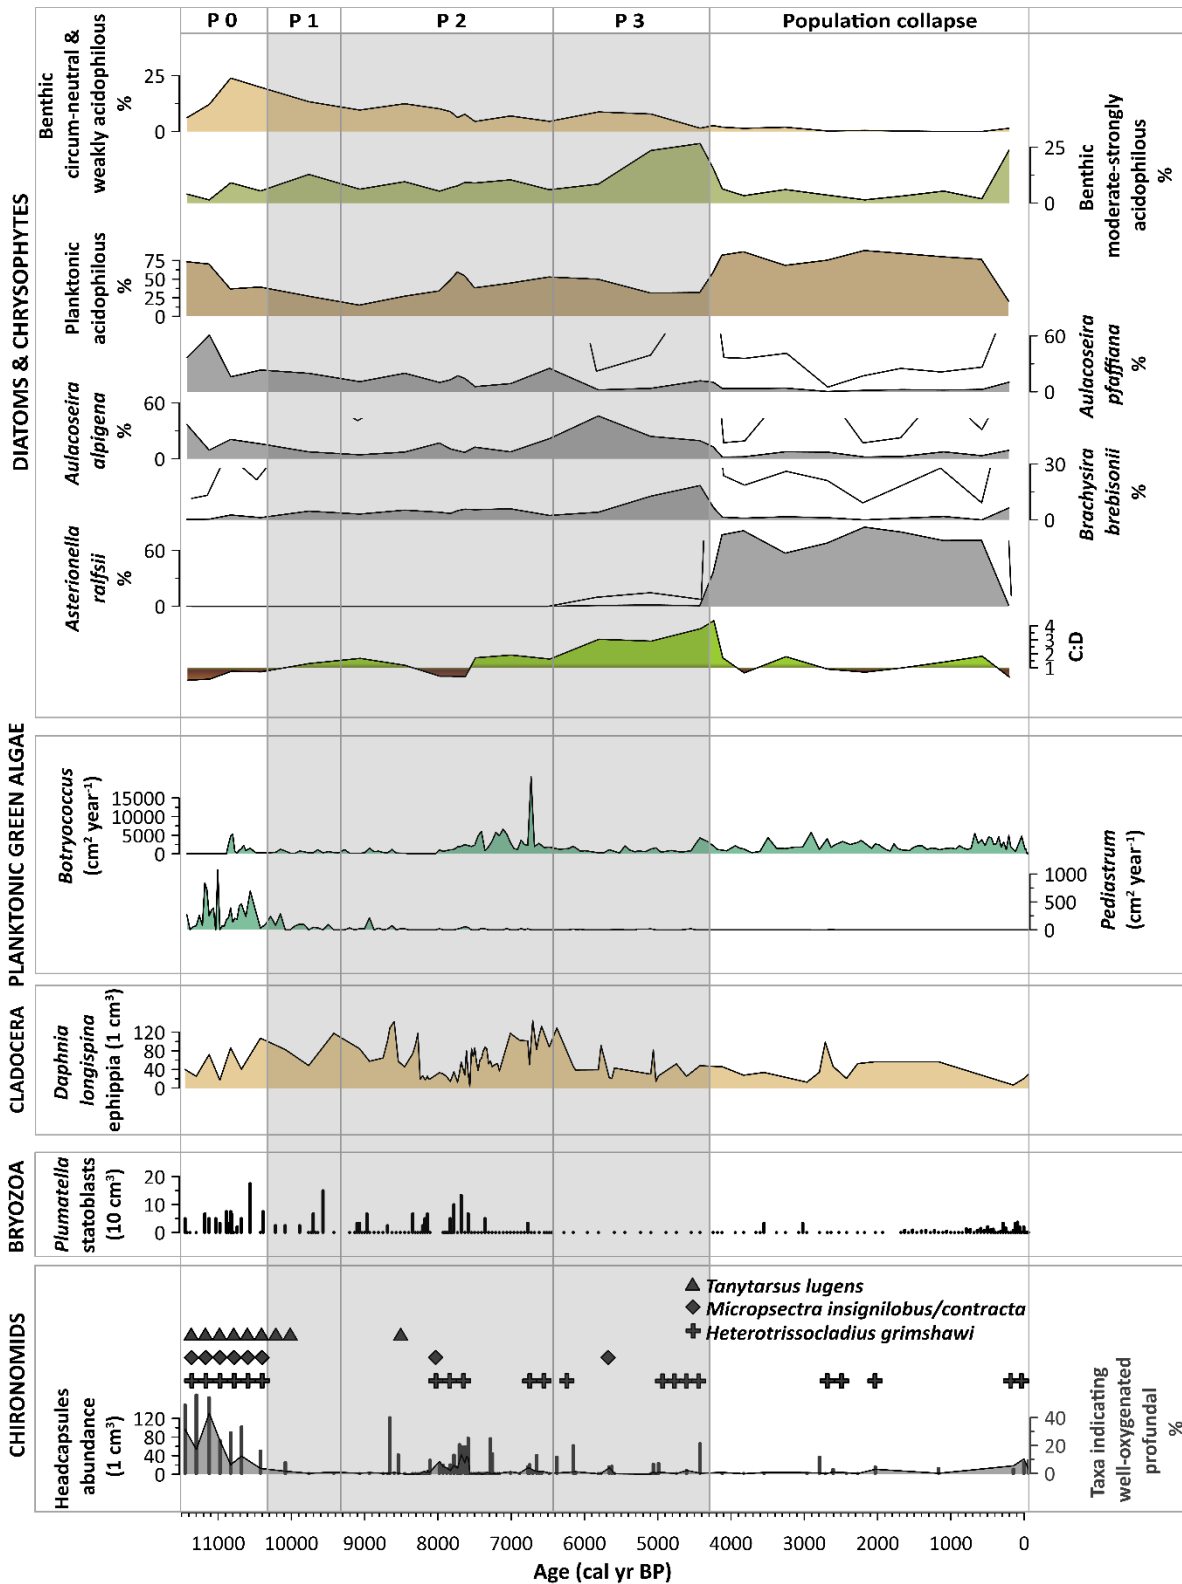 P 0 P 1 P 2 P 3 Population collapse
DIATOMS & CHRYSOPHYTES
Benthic
circum-neutral &
weakly acidophilous
%
25
0
25
0
Benthic
moderate-strongly
acidophilous
%
Planktonic
acidophilous
%
75
50
25
0
60
0
Aulacoseira
pfaffiana
%
Aulacoseira
alpigena
%
60
0
30
0
Brachysira
brebisonii
%
Asterionella
ralfsii
%
60
0
4
3
2
1
C:D
PLANKTONIC GREEN ALGAE
Botryococcus
(cm² year⁻¹)
15000
10000
5000
0
1000
500
0
Pediastrum
(cm² year⁻¹)
CLADOCERA
Daphnia
longispina
ephippia (1 cm³)
120
80
40
0
BRYOZOA
Plumatella
statoblasts
(10 cm³)
20
10
0
CHIRONOMIDS
Tanytarsus lugens
Micropsectra insignilobus/contracta
Heterotrissocladius grimshawi
Headcapsules
abundance
(1 cm³)
120
80
40
0
40
20
0
Taxa indicating
well-oxygenated
profundal
%
11000 10000 9000 8000 7000 6000 5000 4000 3000 2000 1000 0
Age (cal yr BP)